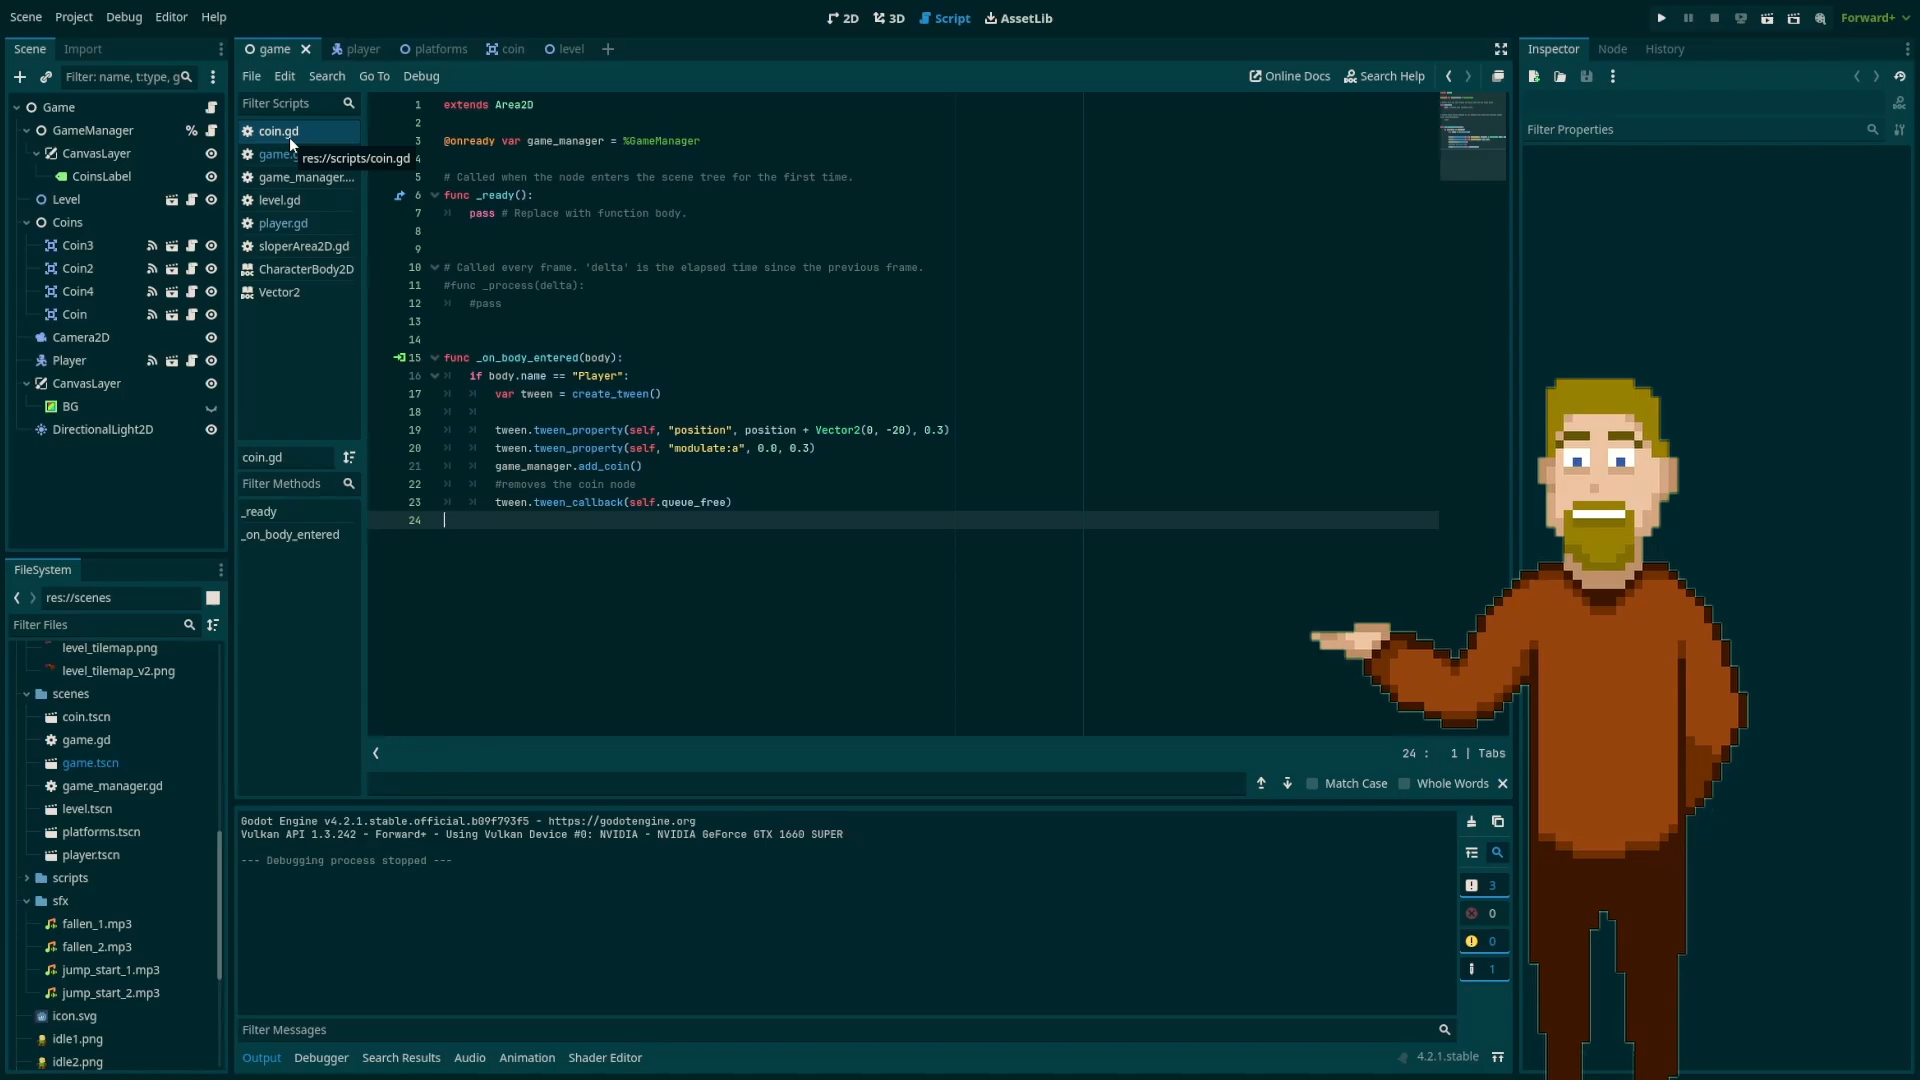 Scene Project Debug Editor Help
2D 3D Script AssetLib
Forward+
Scene Import
Filter: name, t:type, g
Game
GameManager
%
CanvasLayer
CoinsLabel
Level
Coins
Coin3
Coin2
Coin4
Coin
Camera2D
Player
CanvasLayer
BG
DirectionalLight2D
FileSystem
res://scenes
Filter Files
level_tilemap.png
level_tilemap_v2.png
scenes
coin.tscn
game.gd
game.tscn
game_manager.gd
level.tscn
platforms.tscn
player.tscn
scripts
sfx
fallen_1.mp3
fallen_2.mp3
jump_start_1.mp3
jump_start_2.mp3
icon.svg
idle1.png
idle2.png
game player platforms coin level
File Edit Search Go To Debug
Online Docs Search Help
Filter Scripts
coin.gd
game.g
res://scripts/coin.gd
game_manager....
level.gd
player.gd
sloperArea2D.gd
CharacterBody2D
Vector2
coin.gd
Filter Methods
_ready
_on_body_entered
1 extends Area2D
2
3 @onready var game_manager = %GameManager
4
5 # Called when the node enters the scene tree for the first time.
6 func _ready():
7 pass # Replace with function body.
8
9
10 # Called every frame. 'delta' is the elapsed time since the previous frame.
11 #func _process(delta):
12 #pass
13
14
15 func _on_body_entered(body):
16 if body.name == "Player":
17 var tween = create_tween()
18
19 tween.tween_property(self, "position", position + Vector2(0, -20), 0.3)
20 tween.tween_property(self, "modulate:a", 0.0, 0.3)
21 game_manager.add_coin()
22 #removes the coin node
23 tween.tween_callback(self.queue_free)
24
24 : 1 | Tabs
Match Case Whole Words
Godot Engine v4.2.1.stable.official.b09f793f5 - https://godotengine.org
Vulkan API 1.3.242 - Forward+ - Using Vulkan Device #0: NVIDIA - NVIDIA GeForce GTX 1660 SUPER
--- Debugging process stopped ---
3
0
0
1
Filter Messages
Output Debugger Search Results Audio Animation Shader Editor
4.2.1.stable
Inspector Node History
Filter Properties